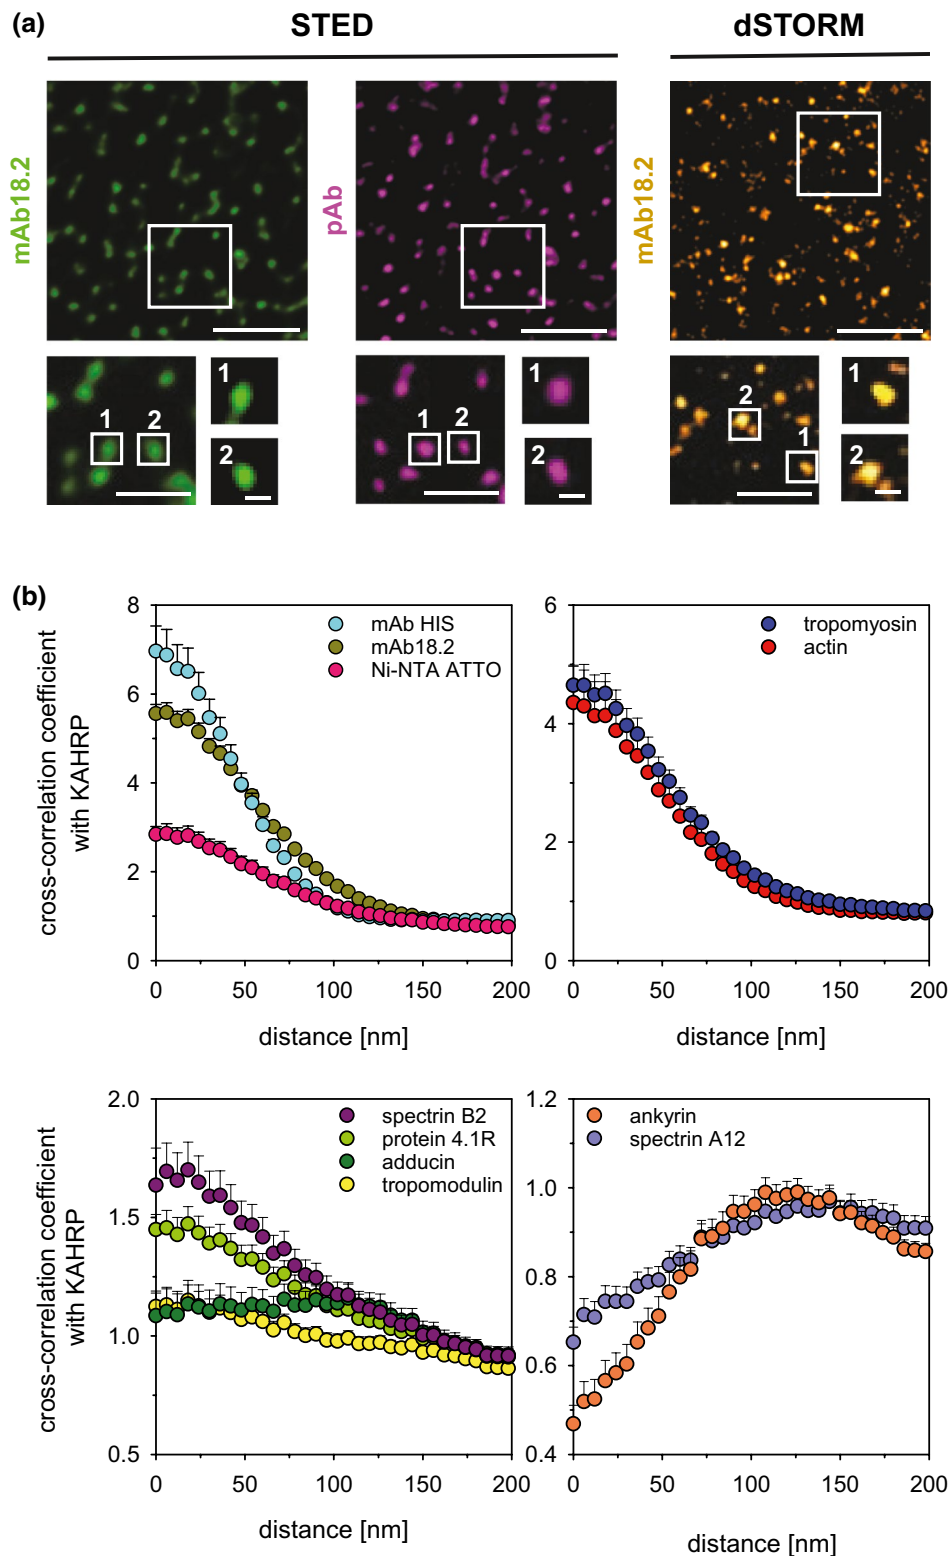 (a)
STED
dSTORM
mAb18.2
pAb
mAb18.2
1
2
1
2
1
2
1
2
2
1
1
2
(b)
cross-correlation coefficient
with KAHRP
8
6
4
2
0
mAb HIS
mAb18.2
Ni-NTA ATTO
0
50
100
150
200
distance [nm]
6
4
2
0
tropomyosin
actin
0
50
100
150
200
distance [nm]
cross-correlation coefficient
with KAHRP
2.0
1.5
1.0
0.5
spectrin B2
protein 4.1R
adducin
tropomodulin
0
50
100
150
200
distance [nm]
1.2
1.0
0.8
0.6
0.4
ankyrin
spectrin A12
0
50
100
150
200
distance [nm]